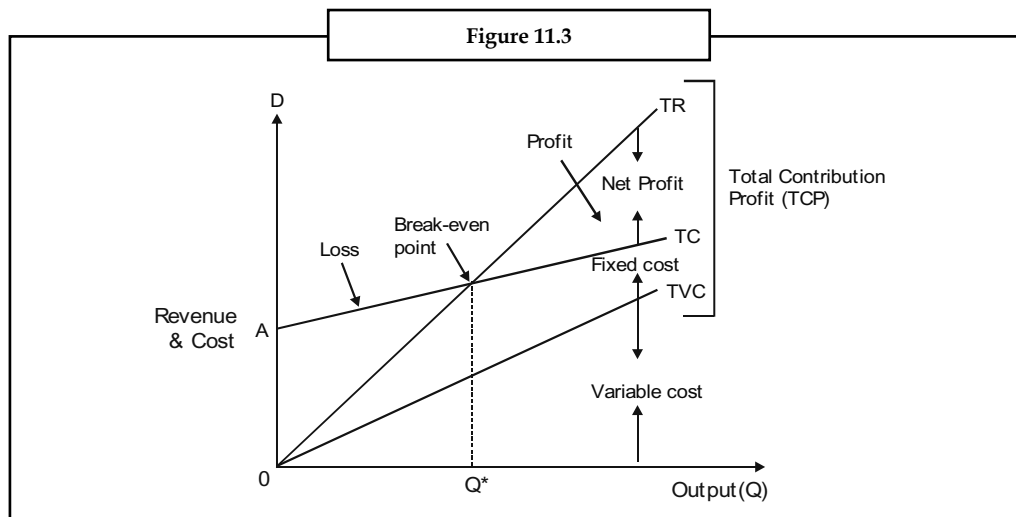 Figure 11.3
D
TR
Profit
Net Profit
Total Contribution
Profit (TCP)
Break-even
point
Loss
TC
Fixed cost
TVC
Revenue
& Cost
A
Variable cost
0
Q*
Output(Q)